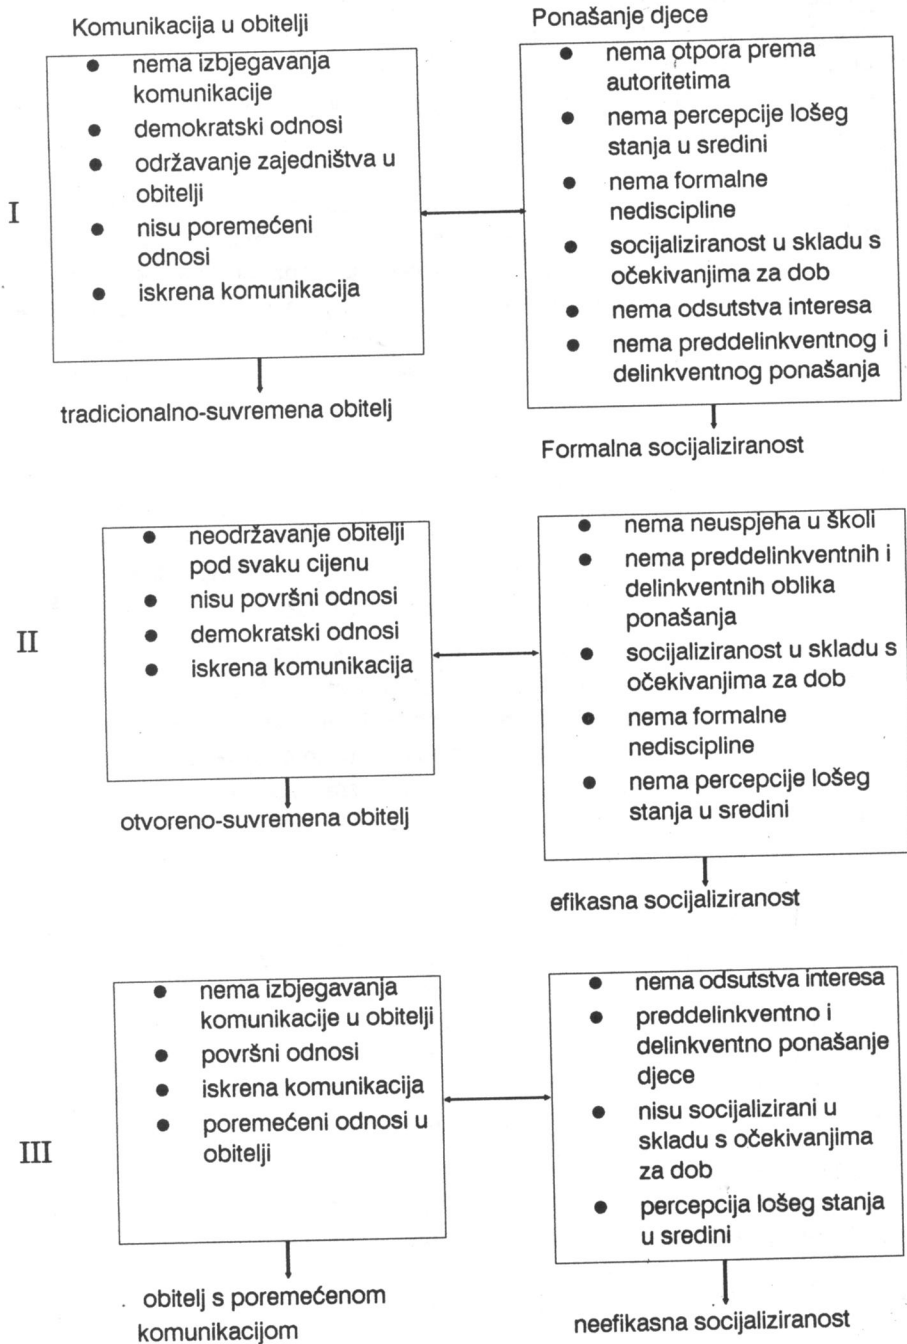 Komunikacija u obitelji
Ponašanje djece
I
● nema izbjegavanja
komunikacije
● demokratski odnosi
● održavanje zajedništva u
obitelji
● nisu poremećeni
odnosi
● iskrena komunikacija
tradicionalno-suvremena obitelj
● nema otpora prema
autoritetima
● nema percepcije lošeg
stanja u sredini
● nema formalne
nediscipline
● socijaliziranost u skladu s
očekivanjima za dob
● nema odsutstva interesa
● nema preddelinkventnog i
delinkventnog ponašanja
Formalna socijaliziranost
II
● neodržavanje obitelji
pod svaku cijenu
● nisu površni odnosi
● demokratski odnosi
● iskrena komunikacija
otvoreno-suvremena obitelj
● nema neuspjeha u školi
● nema preddelinkventnih i
delinkventnih oblika
ponašanja
● socijaliziranost u skladu s
očekivanjima za dob
● nema formalne
nediscipline
● nema percepcije lošeg
stanja u sredini
efikasna socijaliziranost
III
● nema izbjegavanja
komunikacije u obitelji
● površni odnosi
● iskrena komunikacija
● poremećeni odnosi u
obitelji
obitelj s poremećenom
komunikacijom
● nema odsutstva interesa
● preddelinkventno i
delinkventno ponašanje
djece
● nisu socijalizirani u
skladu s očekivanjima
za dob
● percepcija lošeg stanja
u sredini
neefikasna socijaliziranost